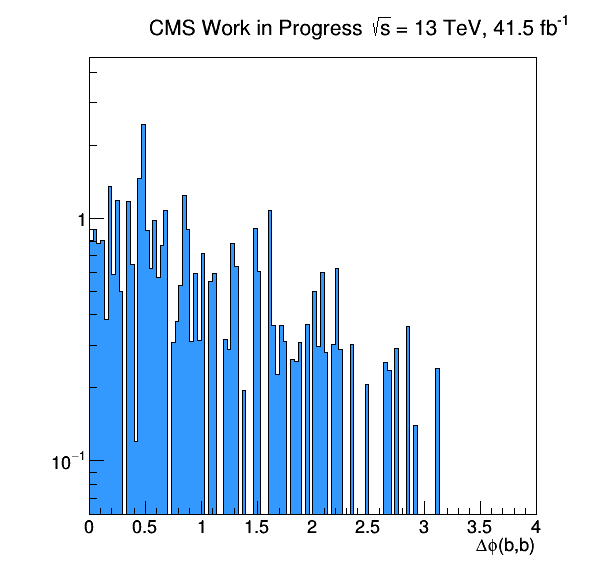 CMS Work in Progress √s = 13 TeV, 41.5 fb⁻¹
1
10⁻¹
0 0.5 1 1.5 2 2.5 3 3.5 4
Δϕ(b,b)